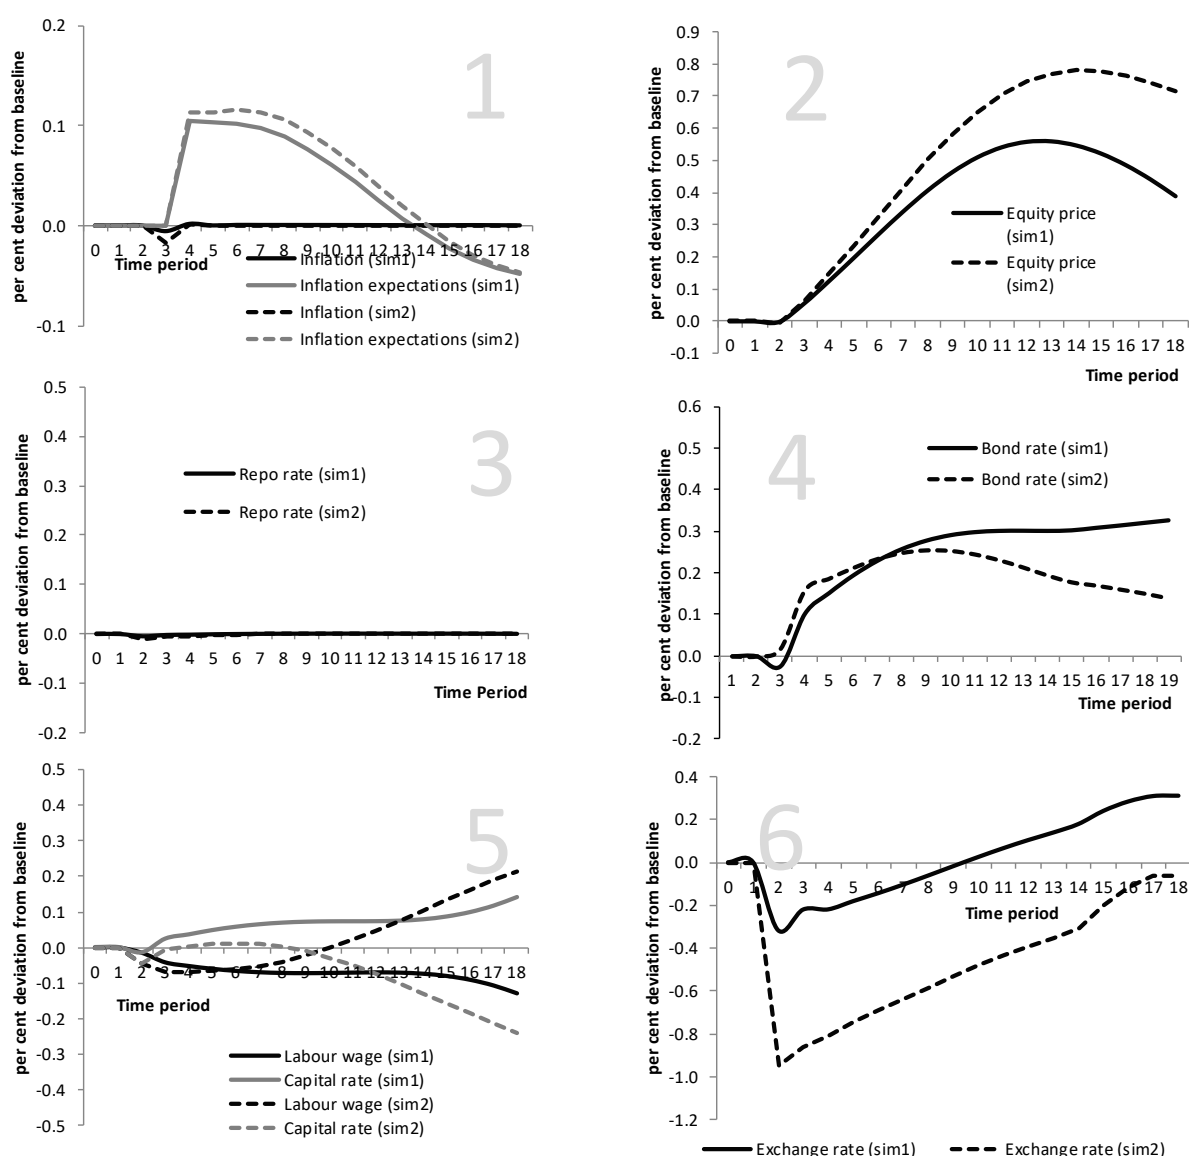 1
per cent deviation from baseline
0.2
0.1
0.0
-0.1
0 1 2 3 4 5 6 7 8 9 10 11 12 13 14 15 16 17 18
Time period
Inflation (sim1)
Inflation expectations (sim1)
Inflation (sim2)
Inflation expectations (sim2)
2
per cent deviation from baseline
0.9
0.8
0.7
0.6
0.5
0.4
0.3
0.2
0.1
0.0
-0.1
0 1 2 3 4 5 6 7 8 9 10 11 12 13 14 15 16 17 18
Time period
Equity price
(sim1)
Equity price
(sim2)
3
per cent deviation from baseline
0.5
0.4
0.3
0.2
0.1
0.0
-0.1
-0.2
0 1 2 3 4 5 6 7 8 9 10 11 12 13 14 15 16 17 18
Time Period
Repo rate (sim1)
Repo rate (sim2)
4
per cent deviation from baseline
0.6
0.5
0.4
0.3
0.2
0.1
0.0
-0.1
-0.2
1 2 3 4 5 6 7 8 9 10 11 12 13 14 15 16 17 18 19
Time period
Bond rate (sim1)
Bond rate (sim2)
5
per cent deviation from baseline
0.5
0.4
0.3
0.2
0.1
0.0
-0.1
-0.2
-0.3
-0.4
-0.5
0 1 2 3 4 5 6 7 8 9 10 11 12 13 14 15 16 17 18
Time period
Labour wage (sim1)
Capital rate (sim1)
Labour wage (sim2)
Capital rate (sim2)
6
per cent deviation from baseline
0.4
0.2
0.0
-0.2
-0.4
-0.6
-0.8
-1.0
-1.2
0 1 2 3 4 5 6 7 8 9 10 11 12 13 14 15 16 17 18
Time period
Exchange rate (sim1) Exchange rate (sim2)